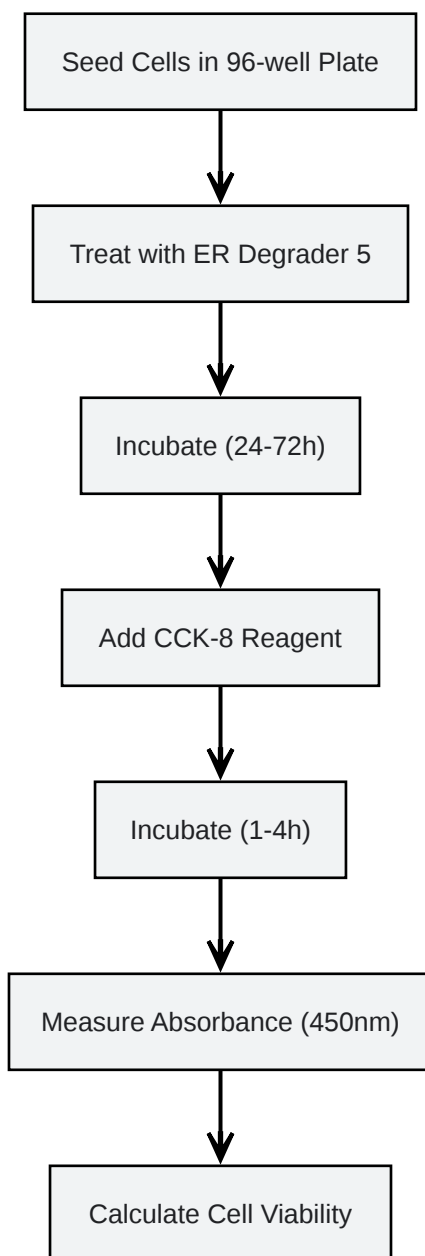 Seed Cells in 96-well Plate
Treat with ER Degrader 5
Incubate (24-72h)
Add CCK-8 Reagent
Incubate (1-4h)
Measure Absorbance (450nm)
Calculate Cell Viability